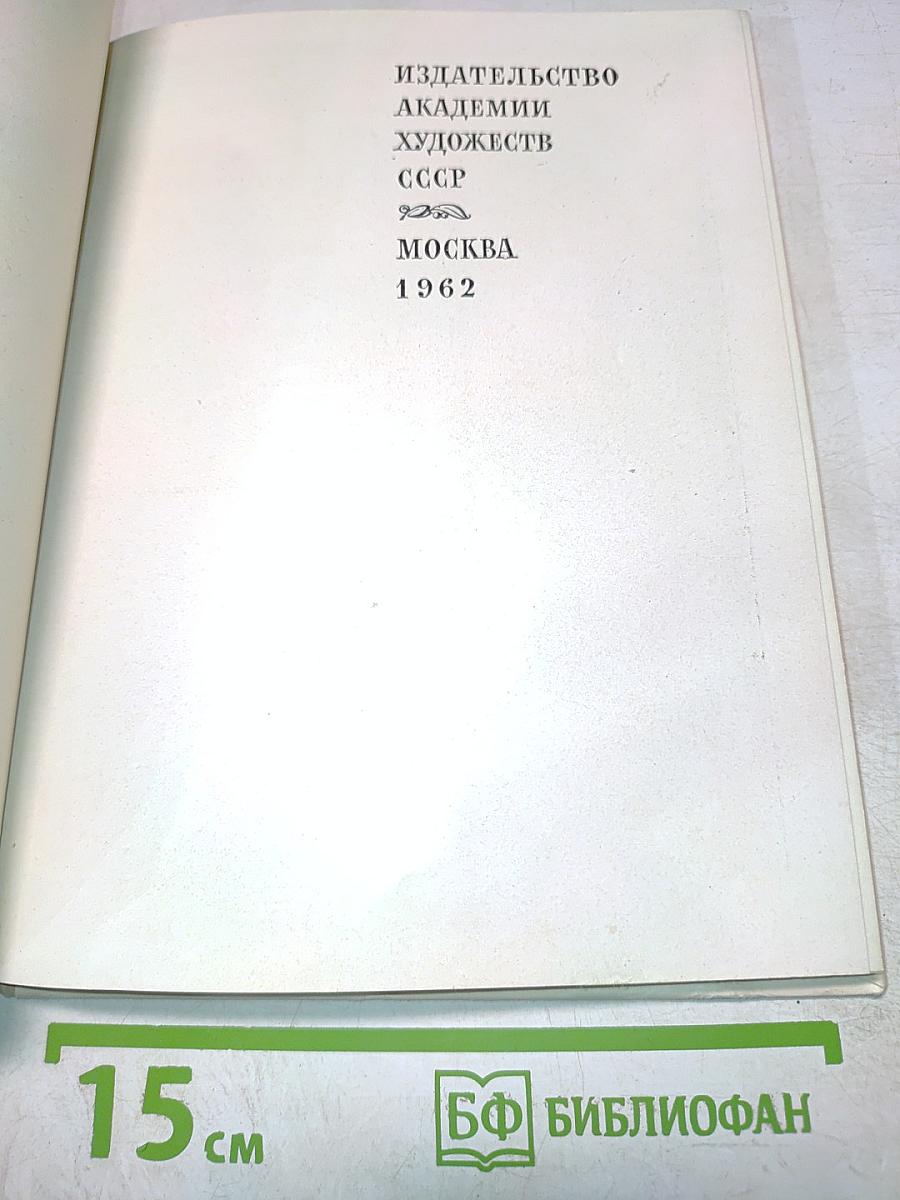 ИЗДАТЕЛЬСТВО
АКАДЕМИИ
ХУДОЖЕСТВ
СССР
МОСКВА
1962
15 см
БФ БИБЛИОФАН